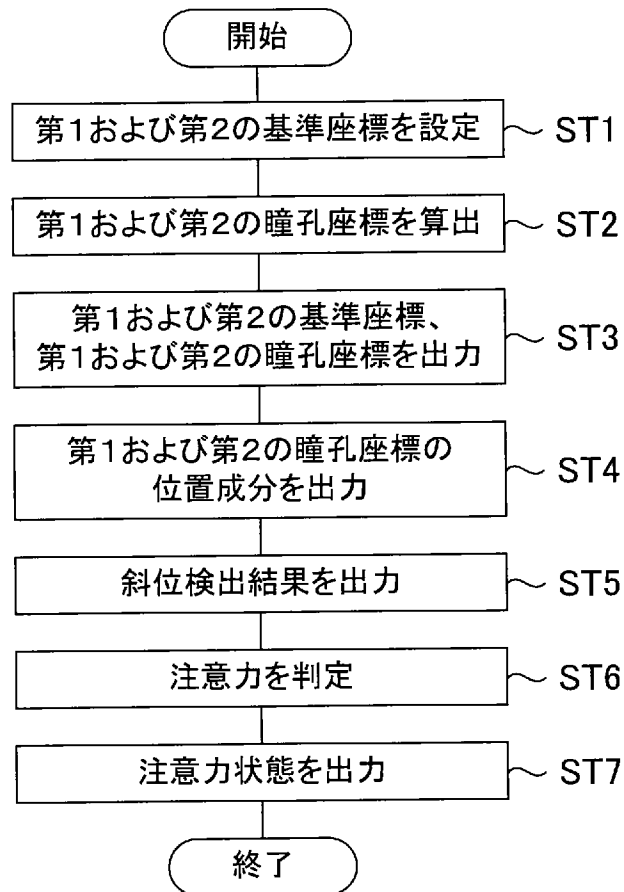 開始
第1および第2の基準座標を設定 ST1
第1および第2の瞳孔座標を算出 ST2
第1および第2の基準座標、
第1および第2の瞳孔座標を出力 ST3
第1および第2の瞳孔座標の
位置成分を出力 ST4
斜位検出結果を出力 ST5
注意力を判定 ST6
注意力状態を出力 ST7
終了